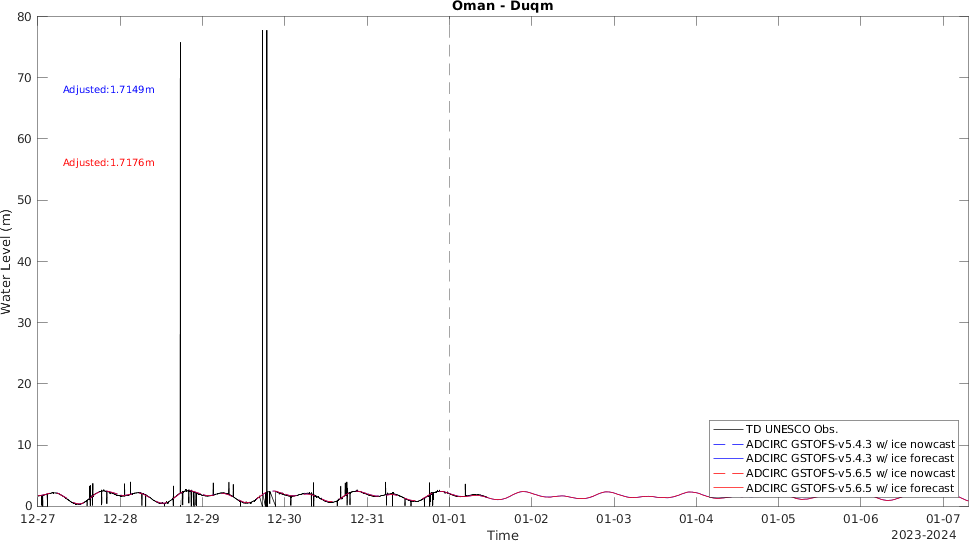 Oman - Duqm
80
70
60
50
40
30
20
10
0
Water Level (m)
Adjusted:1.7149m
Adjusted:1.7176m
TD UNESCO Obs.
ADCIRC GSTOFS-v5.4.3 w/ ice nowcast
ADCIRC GSTOFS-v5.4.3 w/ ice forecast
ADCIRC GSTOFS-v5.6.5 w/ ice nowcast
ADCIRC GSTOFS-v5.6.5 w/ ice forecast
12-27 12-28 12-29 12-30 12-31 01-01 01-02 01-03 01-04 01-05 01-06 01-07
Time
2023-2024